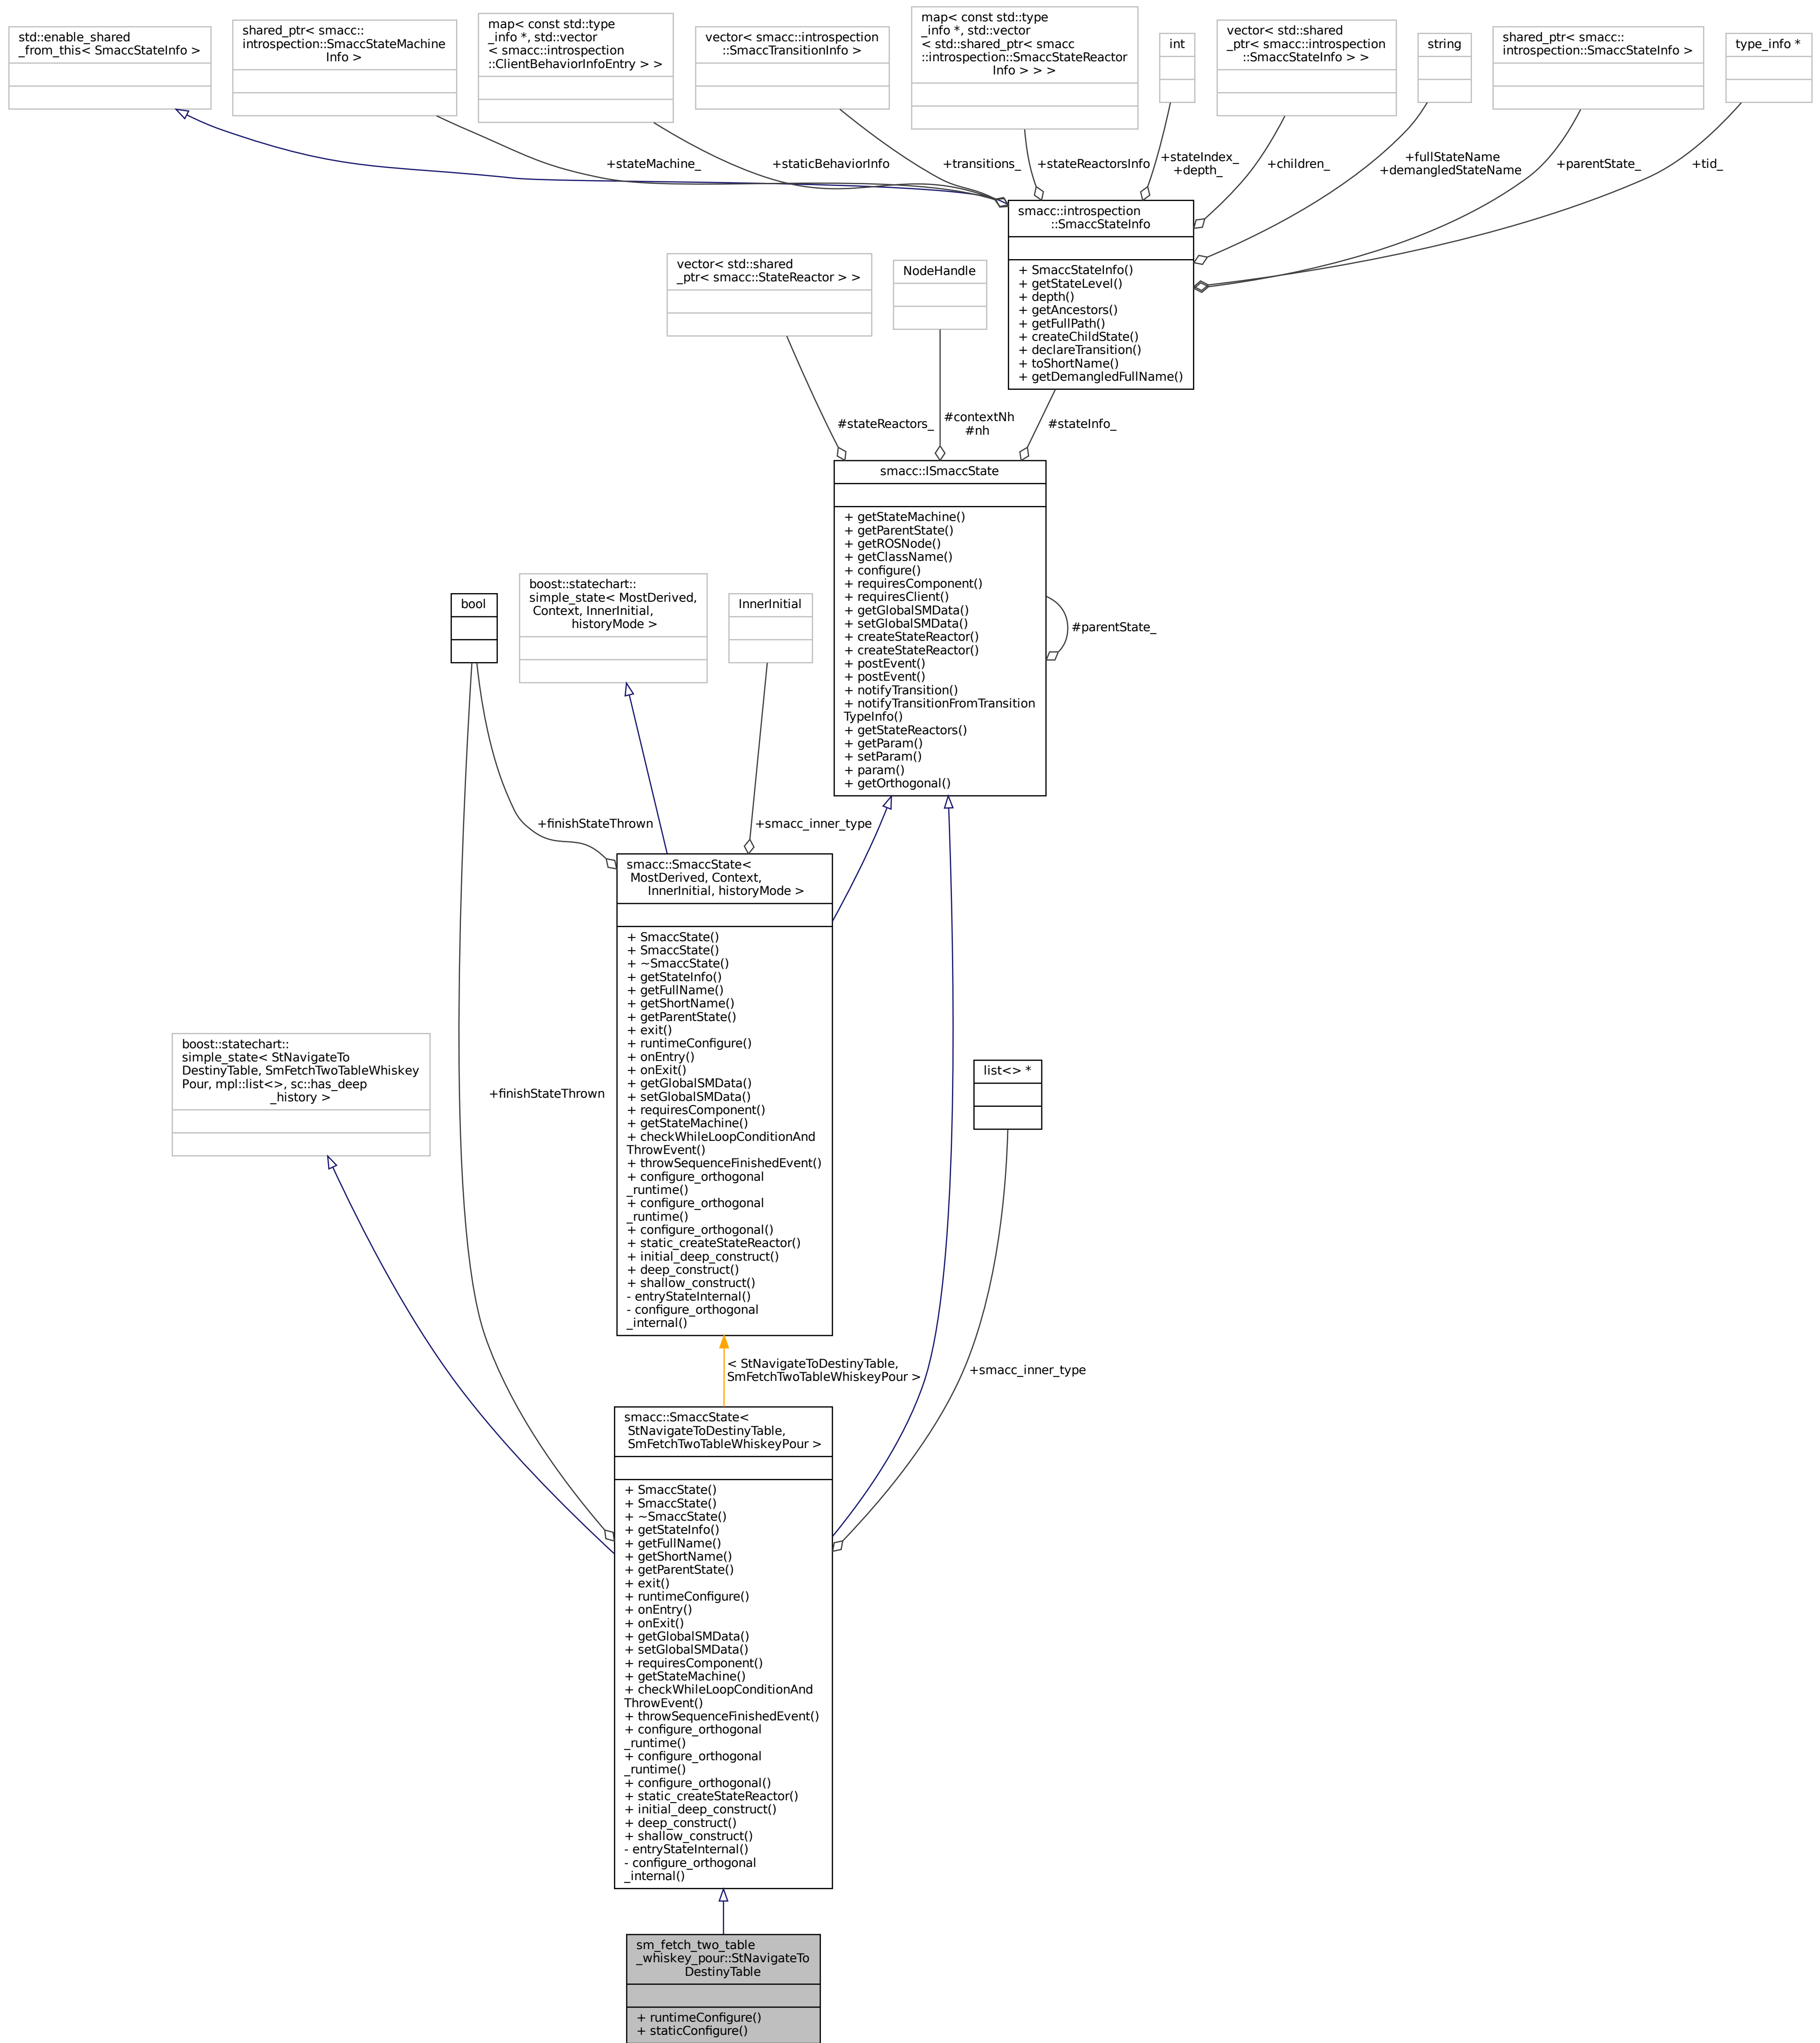 std::enable_shared
_from_this< SmaccStateInfo >
shared_ptr< smacc::
introspection::SmaccStateMachine
Info >
map< const std::type
_info *, std::vector
< smacc::introspection
::ClientBehaviorInfoEntry > >
vector< smacc::introspection
::SmaccTransitionInfo >
map< const std::type
_info *, std::vector
< std::shared_ptr< smacc
::introspection::SmaccStateReactor
Info > > >
int
vector< std::shared
_ptr< smacc::introspection
::SmaccStateInfo > >
string
shared_ptr< smacc::
introspection::SmaccStateInfo >
type_info *
+stateMachine_
+staticBehaviorInfo
+transitions_
+stateReactorsInfo
+stateIndex_
+depth_
+children_
+fullStateName
+demangledStateName
+parentState_
+tid_
smacc::introspection
::SmaccStateInfo
+ SmaccStateInfo()
+ getStateLevel()
+ depth()
+ getAncestors()
+ getFullPath()
+ createChildState()
+ declareTransition()
+ toShortName()
+ getDemangledFullName()
vector< std::shared
_ptr< smacc::StateReactor > >
NodeHandle
#stateReactors_
#contextNh
#nh
#stateInfo_
smacc::ISmaccState
+ getStateMachine()
+ getParentState()
+ getROSNode()
+ getClassName()
+ configure()
+ requiresComponent()
+ requiresClient()
+ getGlobalSMData()
+ setGlobalSMData()
+ createStateReactor()
+ createStateReactor()
+ postEvent()
+ postEvent()
+ notifyTransition()
+ notifyTransitionFromTransition
TypeInfo()
+ getStateReactors()
+ getParam()
+ setParam()
+ param()
+ getOrthogonal()
#parentState_
bool
boost::statechart::
simple_state< MostDerived,
Context, InnerInitial,
historyMode >
InnerInitial
+finishStateThrown
+smacc_inner_type
smacc::SmaccState<
MostDerived, Context,
InnerInitial, historyMode >
+ SmaccState()
+ SmaccState()
+ ~SmaccState()
+ getStateInfo()
+ getFullName()
+ getShortName()
+ getParentState()
+ exit()
+ runtimeConfigure()
+ onEntry()
+ onExit()
+ getGlobalSMData()
+ setGlobalSMData()
+ requiresComponent()
+ getStateMachine()
+ checkWhileLoopConditionAnd
ThrowEvent()
+ throwSequenceFinishedEvent()
+ configure_orthogonal
_runtime()
+ configure_orthogonal
_runtime()
+ configure_orthogonal()
+ static_createStateReactor()
+ initial_deep_construct()
+ deep_construct()
+ shallow_construct()
- entryStateInternal()
- configure_orthogonal
_internal()
boost::statechart::
simple_state< StNavigateTo
DestinyTable, SmFetchTwoTableWhiskey
Pour, mpl::list<>, sc::has_deep
_history >
+finishStateThrown
list<> *
< StNavigateToDestinyTable,
SmFetchTwoTableWhiskeyPour >
+smacc_inner_type
smacc::SmaccState<
StNavigateToDestinyTable,
SmFetchTwoTableWhiskeyPour >
+ SmaccState()
+ SmaccState()
+ ~SmaccState()
+ getStateInfo()
+ getFullName()
+ getShortName()
+ getParentState()
+ exit()
+ runtimeConfigure()
+ onEntry()
+ onExit()
+ getGlobalSMData()
+ setGlobalSMData()
+ requiresComponent()
+ getStateMachine()
+ checkWhileLoopConditionAnd
ThrowEvent()
+ throwSequenceFinishedEvent()
+ configure_orthogonal
_runtime()
+ configure_orthogonal
_runtime()
+ configure_orthogonal()
+ static_createStateReactor()
+ initial_deep_construct()
+ deep_construct()
+ shallow_construct()
- entryStateInternal()
- configure_orthogonal
_internal()
sm_fetch_two_table
_whiskey_pour::StNavigateTo
DestinyTable
+ runtimeConfigure()
+ staticConfigure()